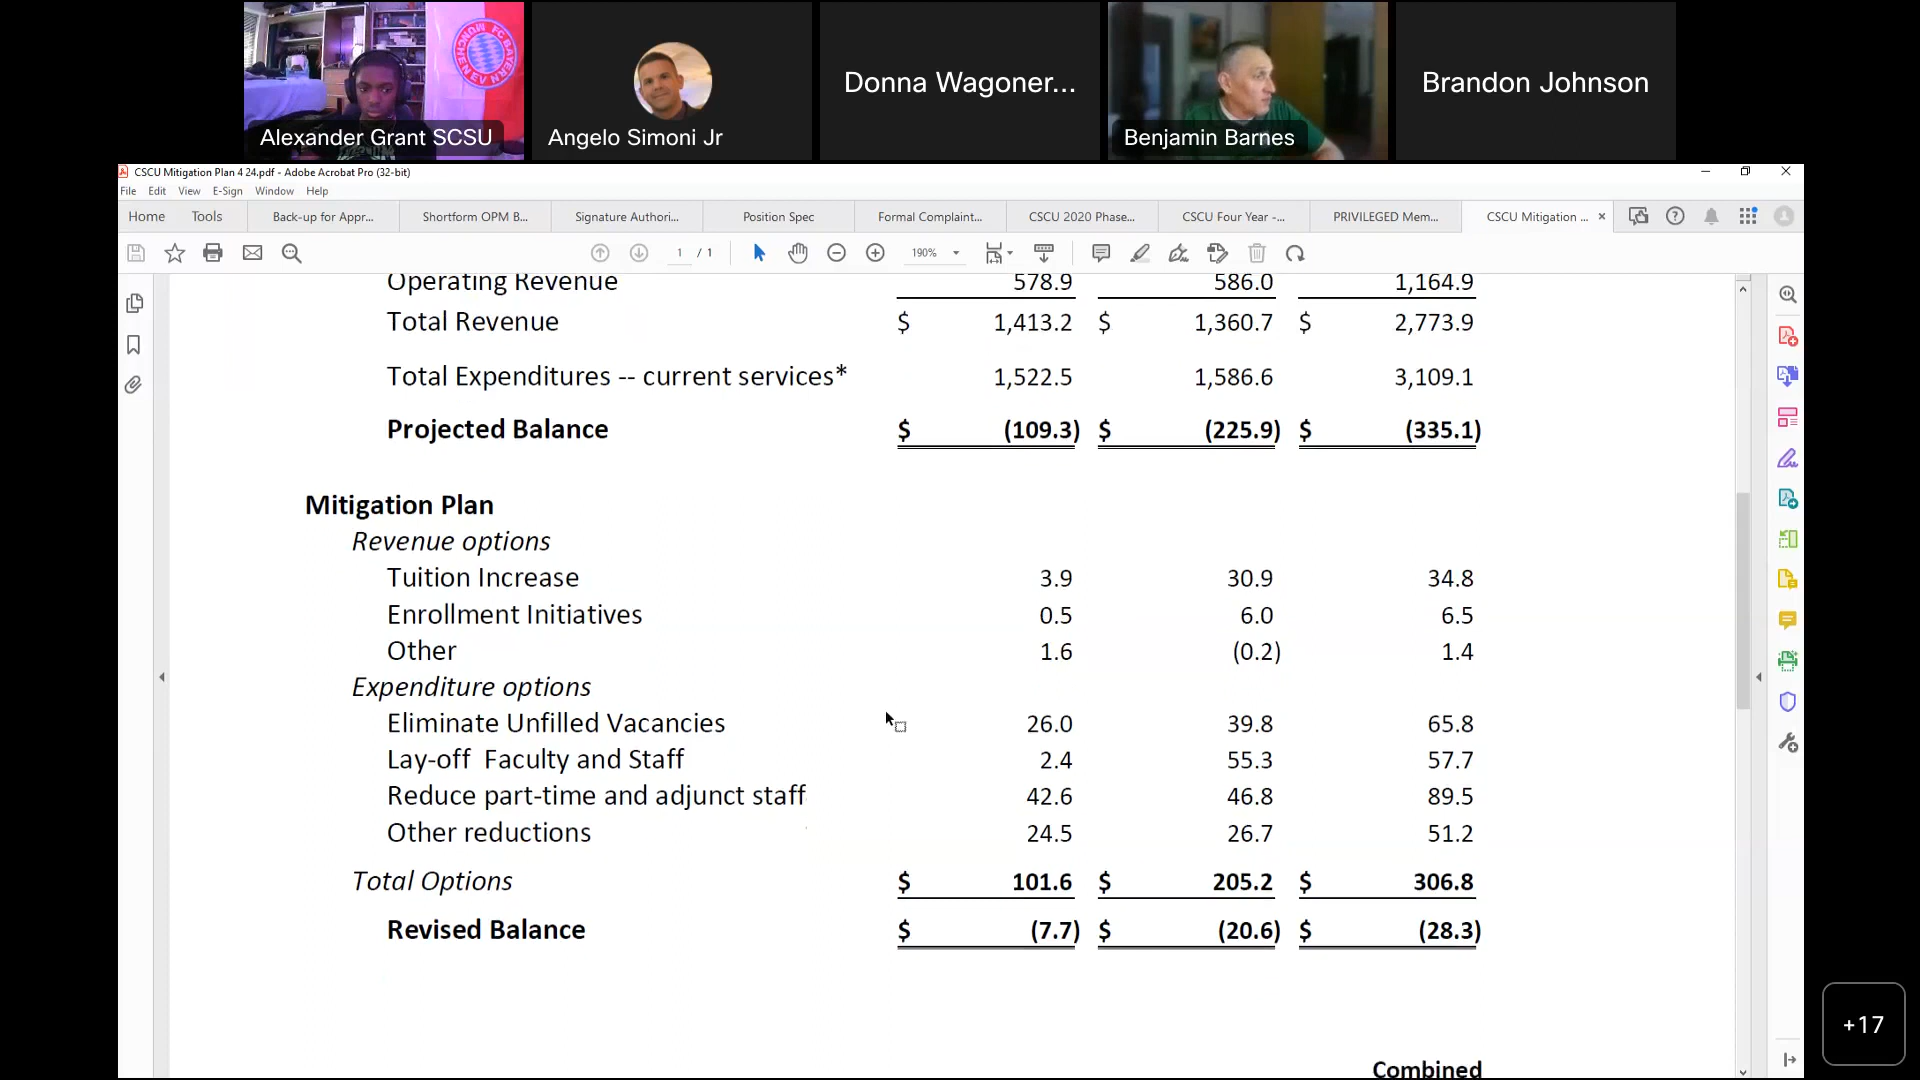 Alexander Grant SCSU
Angelo Simoni Jr
Donna Wagoner...
Benjamin Barnes
Brandon Johnson
CSCU Mitigation Plan 4 24.pdf - Adobe Acrobat Pro (32-bit)
File Edit View E-Sign Window Help
Home Tools Back-up for Appr... Shortform OPM B... Signature Authori... Position Spec Formal Complaint... CSCU 2020 Phase... CSCU Four Year -... PRIVILEGED Mem... CSCU Mitigation ... ×
1 / 1 190%
Operating Revenue 578.9 586.0 1,164.9
Total Revenue $ 1,413.2 $ 1,360.7 $ 2,773.9
Total Expenditures -- current services* 1,522.5 1,586.6 3,109.1
Projected Balance $ (109.3) $ (225.9) $ (335.1)
Mitigation Plan
Revenue options
Tuition Increase 3.9 30.9 34.8
Enrollment Initiatives 0.5 6.0 6.5
Other 1.6 (0.2) 1.4
Expenditure options
Eliminate Unfilled Vacancies 26.0 39.8 65.8
Lay-off Faculty and Staff 2.4 55.3 57.7
Reduce part-time and adjunct staff 42.6 46.8 89.5
Other reductions 24.5 26.7 51.2
Total Options $ 101.6 $ 205.2 $ 306.8
Revised Balance $ (7.7) $ (20.6) $ (28.3)
Combined
+17